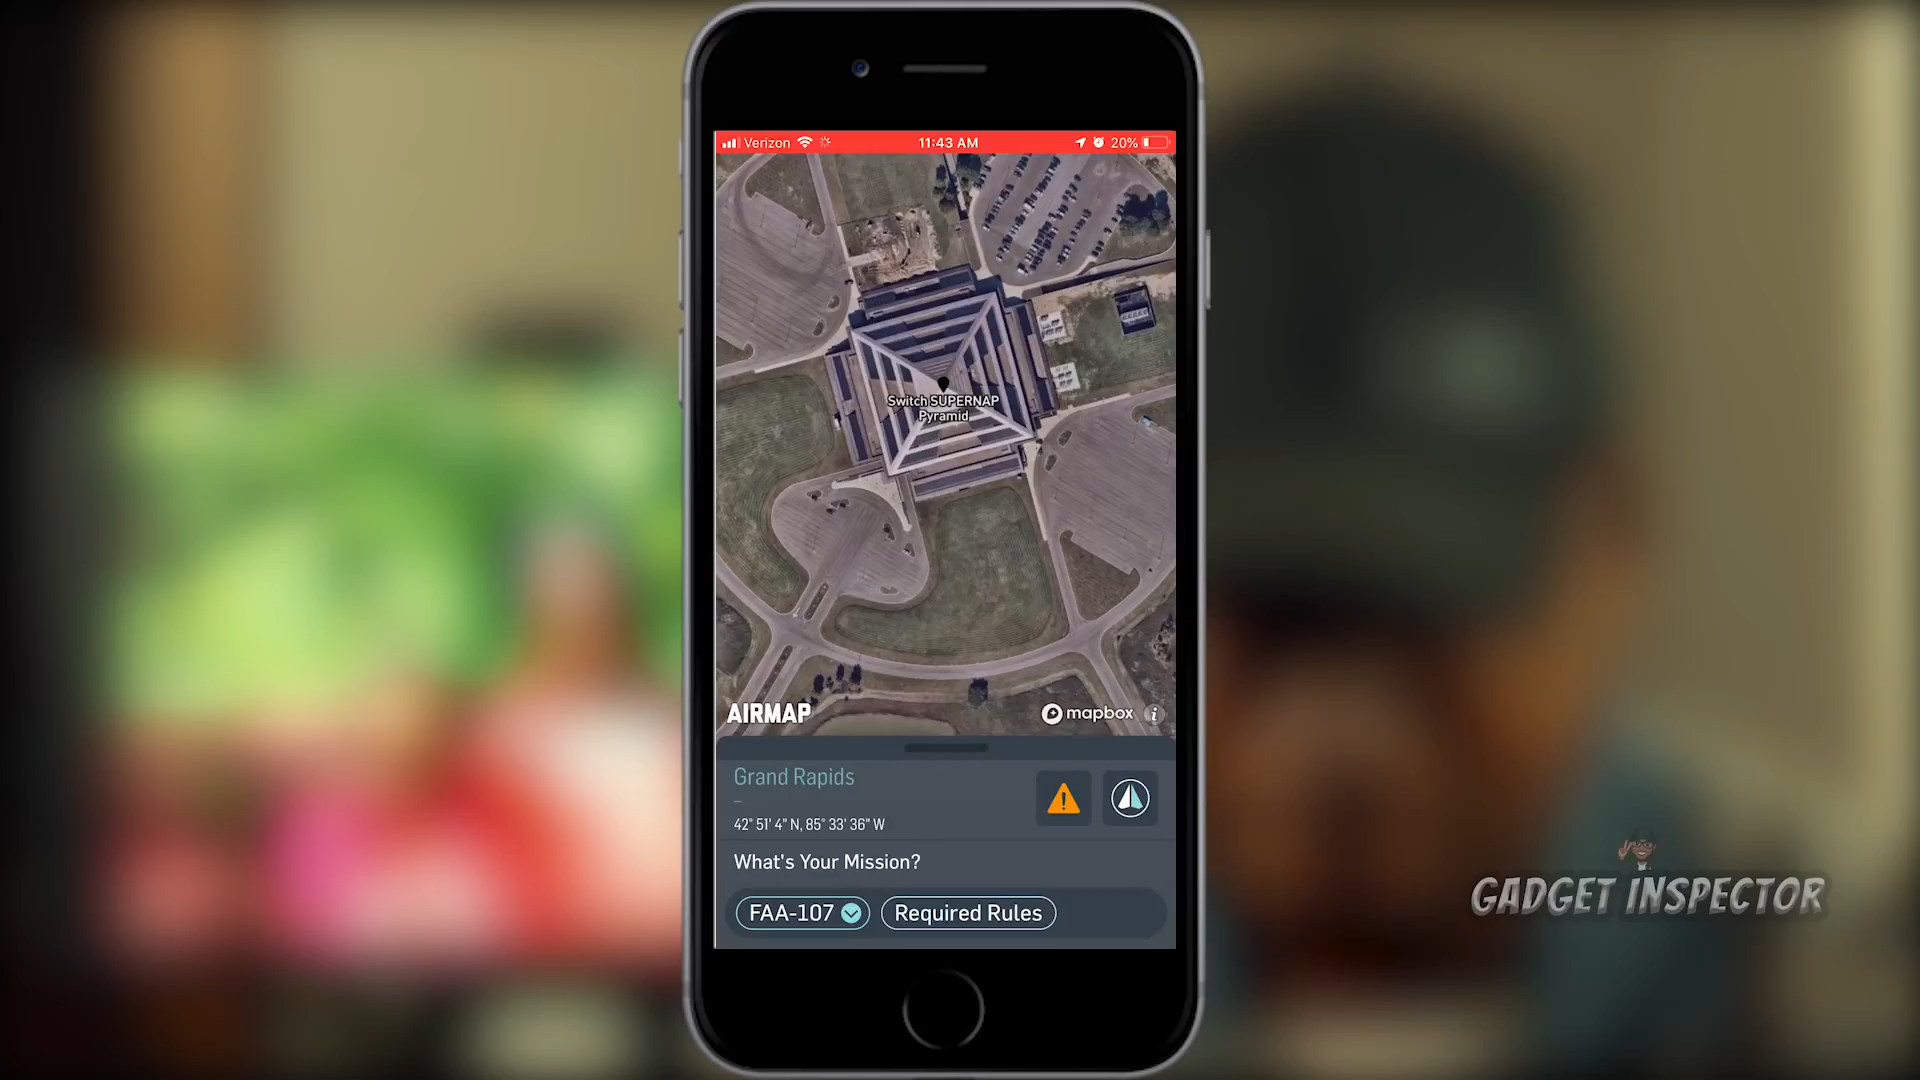 Verizon
11:43 AM
20%
Switch SUPERNAP
Pyramid
AIRMAP
mapbox
Grand Rapids
–
42° 51' 4" N, 85° 33' 36" W
What's Your Mission?
FAA-107
Required Rules
GADGET INSPECTOR